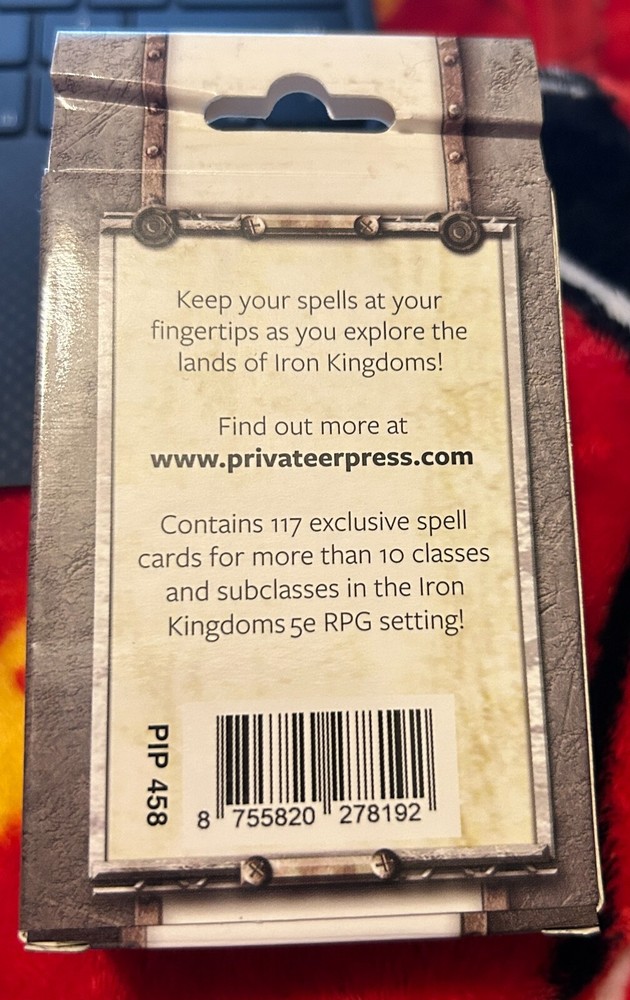 Keep your spells at your
fingertips as you explore the
lands of Iron Kingdoms!
Find out more at
www.privateerpress.com
Contains 117 exclusive spell
cards for more than 10 classes
and subclasses in the Iron
Kingdoms 5e RPG setting!
PIP 458
8 755820 278192